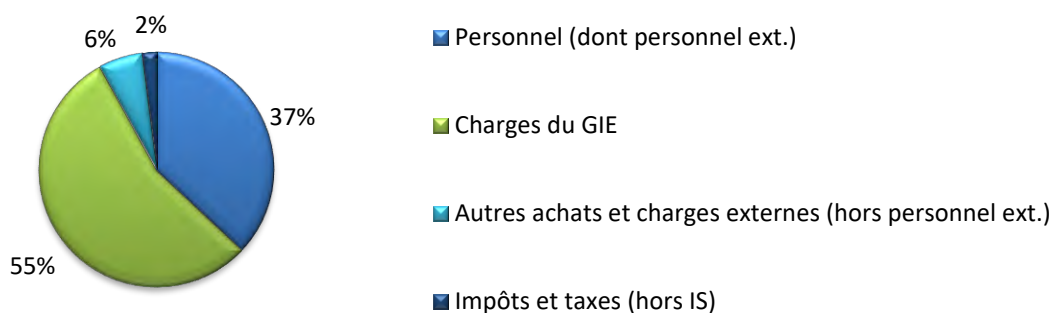 2%
6%
37%
55%
Personnel (dont personnel ext.)
Charges du GIE
Autres achats et charges externes (hors personnel ext.)
Impôts et taxes (hors IS)